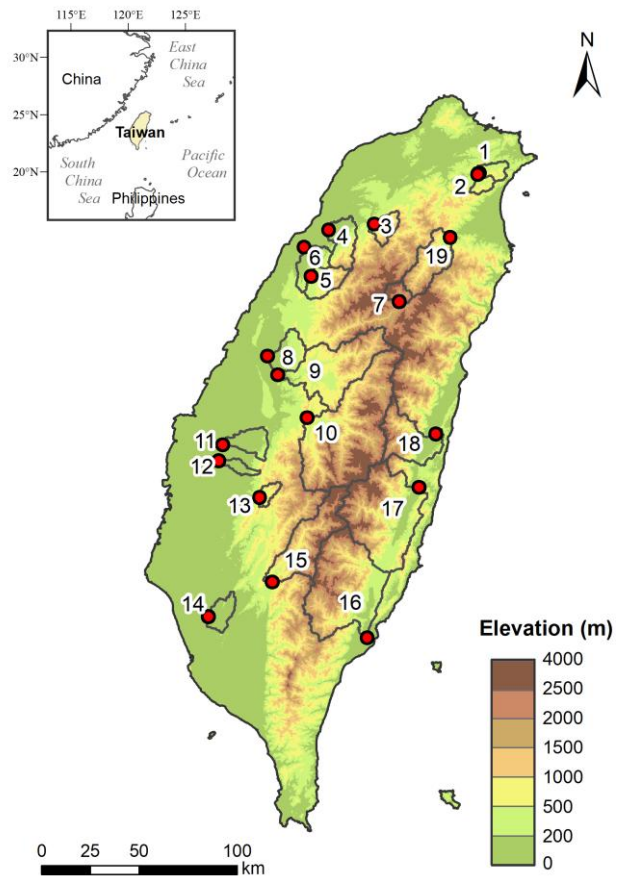 115°E
120°E
125°E
30°N
25°N
20°N
East
China
Sea
China
Taiwan
South
China
Sea
Pacific
Ocean
Philippines
N
1
2
3
4
6
5
19
7
8
9
10
11
12
18
13
17
15
14
16
Elevation (m)
4000
2500
2000
1500
1000
500
200
0
0 25 50 100
km